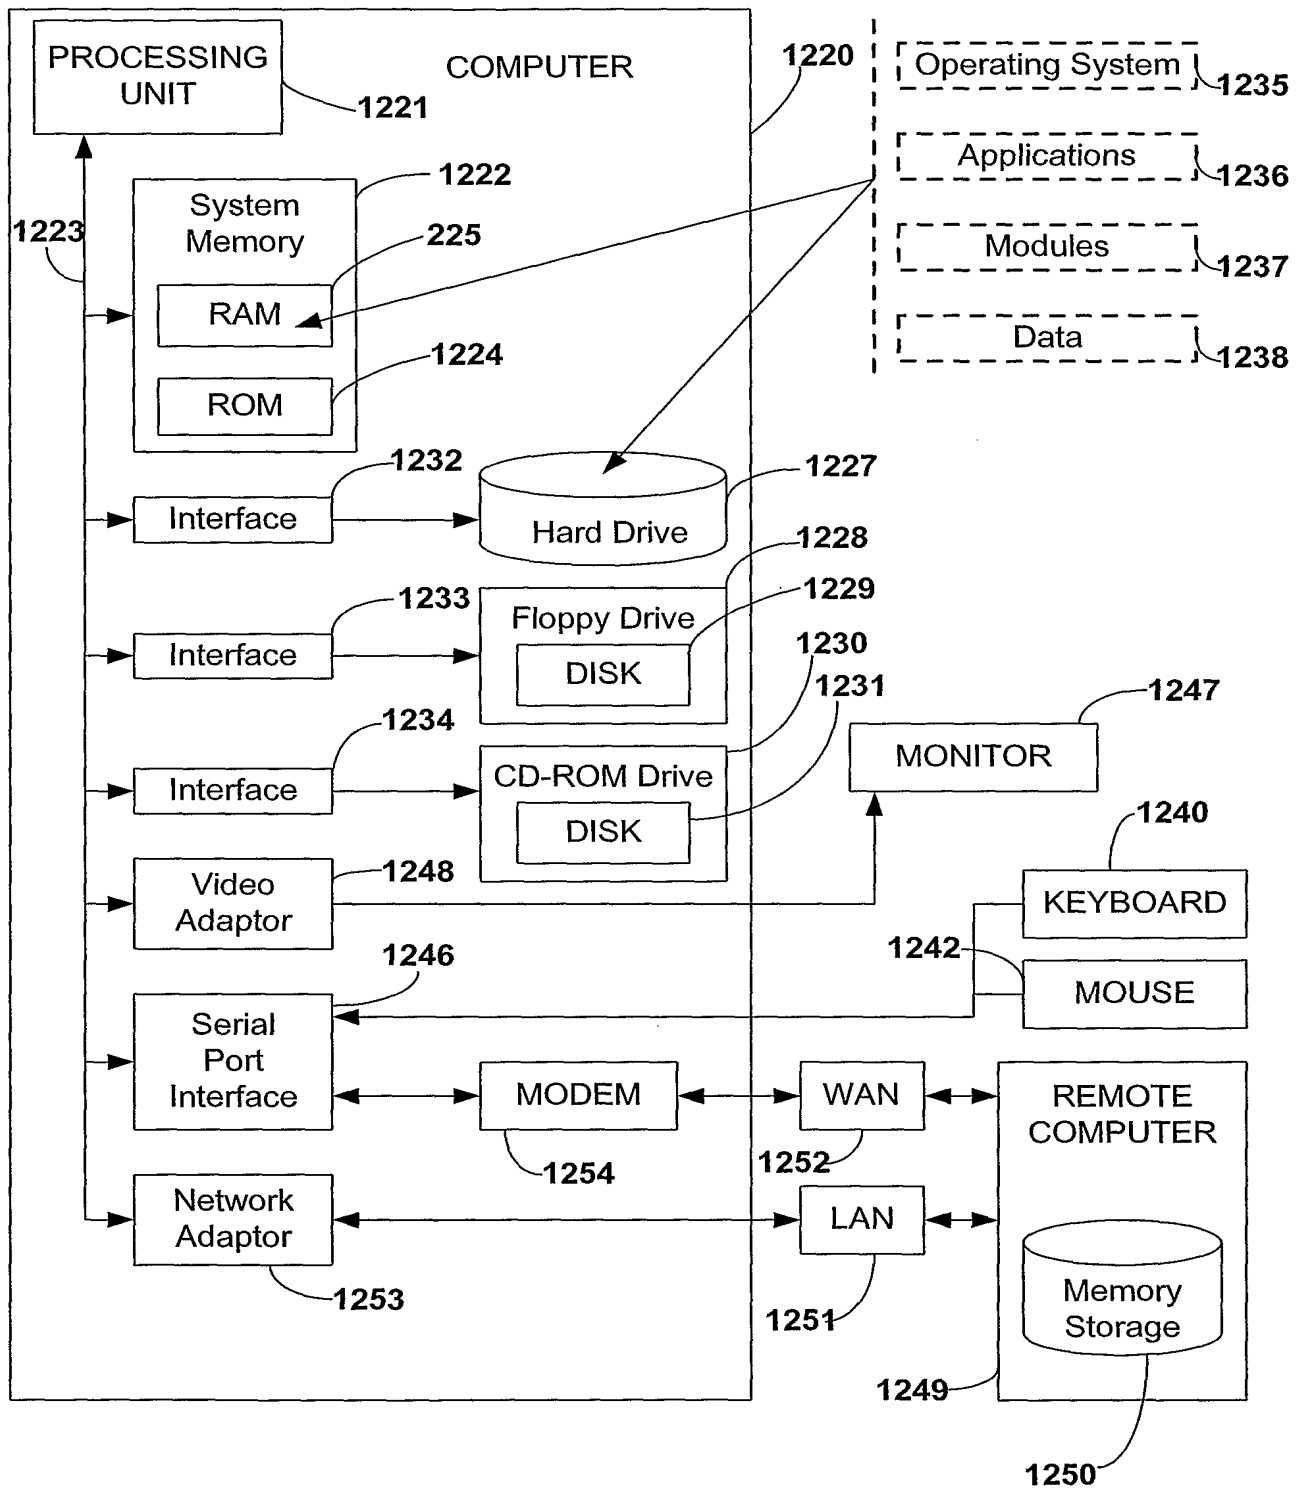 PROCESSING
UNIT
1221
COMPUTER
1220
Operating System
1235
Applications
1236
Modules
1237
Data
1238
1223
System
Memory
1222
225
RAM
1224
ROM
1232
Interface
1227
Hard Drive
1233
Interface
1228
Floppy Drive
1229
DISK
1234
Interface
1230
CD-ROM Drive
1231
DISK
1247
MONITOR
1248
Video
Adaptor
1240
KEYBOARD
1242
MOUSE
1246
Serial
Port
Interface
MODEM
1254
WAN
1252
REMOTE
COMPUTER
Network
Adaptor
1253
LAN
1251
Memory
Storage
1249
1250